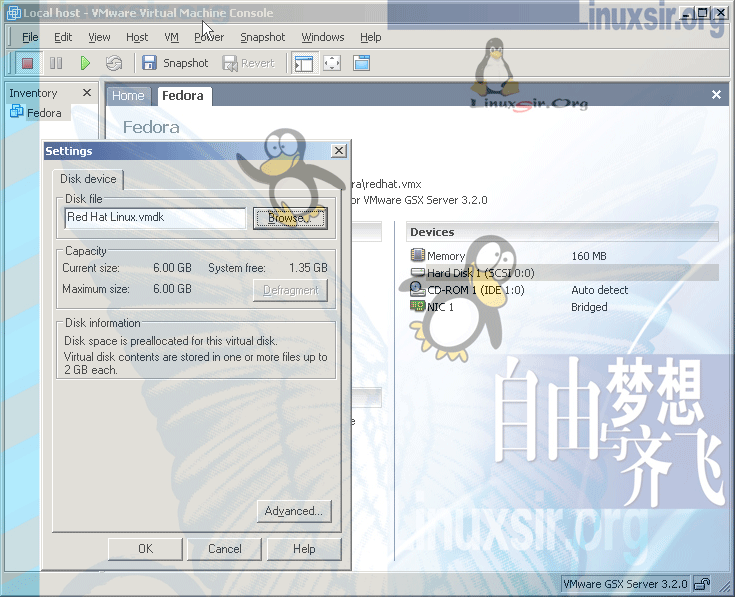 Local host - VMware Virtual Machine Console
inuxsir.org
File Edit View Host VM Power Snapshot Windows Help
Snapshot Revert
LinuxSir.Org
Inventory
Fedora
Home Fedora
Fedora
Settings
Disk device
Disk file
Red Hat Linux.vmdk
Browse...
Capacity
Current size: 6.00 GB System free: 1.35 GB
Maximum size: 6.00 GB
Defragment
Disk information
Disk space is preallocated for this virtual disk.
Virtual disk contents are stored in one or more files up to
2 GB each.
Advanced...
OK Cancel Help
ra\redhat.vmx
or VMware GSX Server 3.2.0
Devices
Memory 160 MB
Hard Disk 1 (SCSI 0:0)
CD-ROM 1 (IDE 1:0) Auto detect
NIC 1 Bridged
自由与梦想齐飞
inuxsir.org
VMware GSX Server 3.2.0